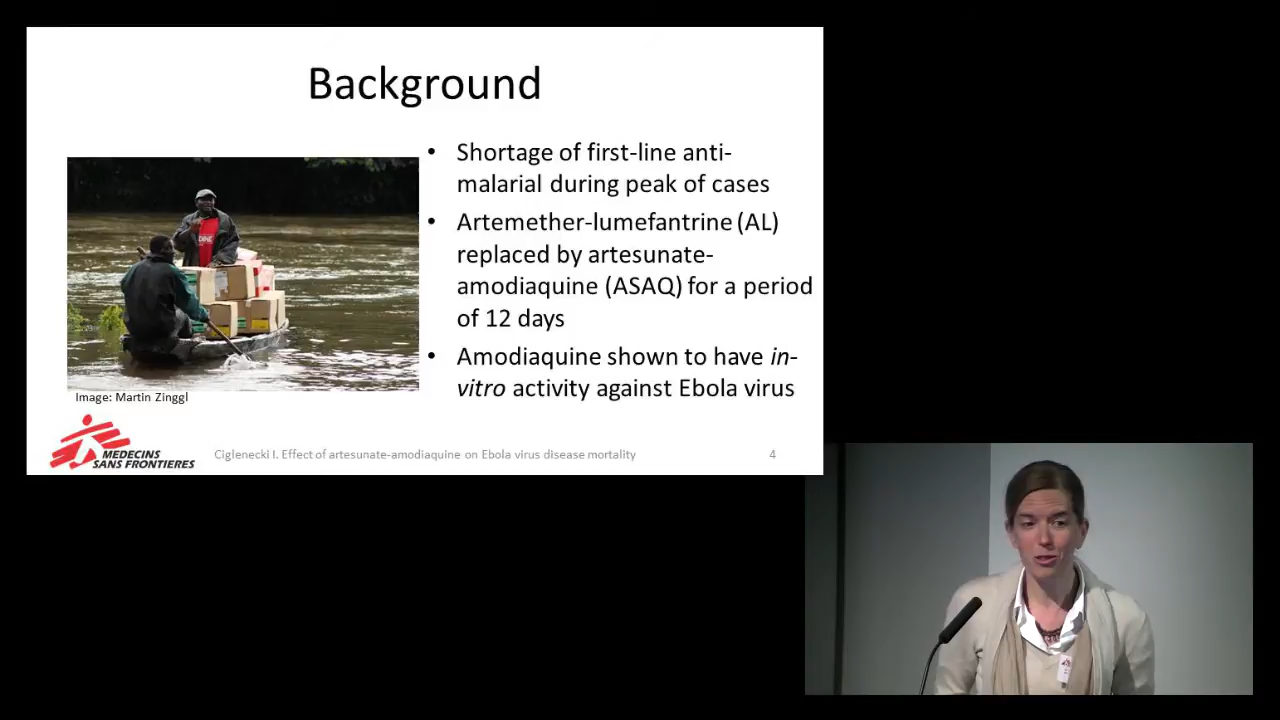 Background
• Shortage of first-line anti-
malarial during peak of cases
• Artemether-lumefantrine (AL)
replaced by artesunate-
amodiaquine (ASAQ) for a period
of 12 days
• Amodiaquine shown to have in-
vitro activity against Ebola virus
Image: Martin Zinggl
MEDECINS
SANS FRONTIERES
Ciglenecki I. Effect of artesunate-amodiaquine on Ebola virus disease mortality
4